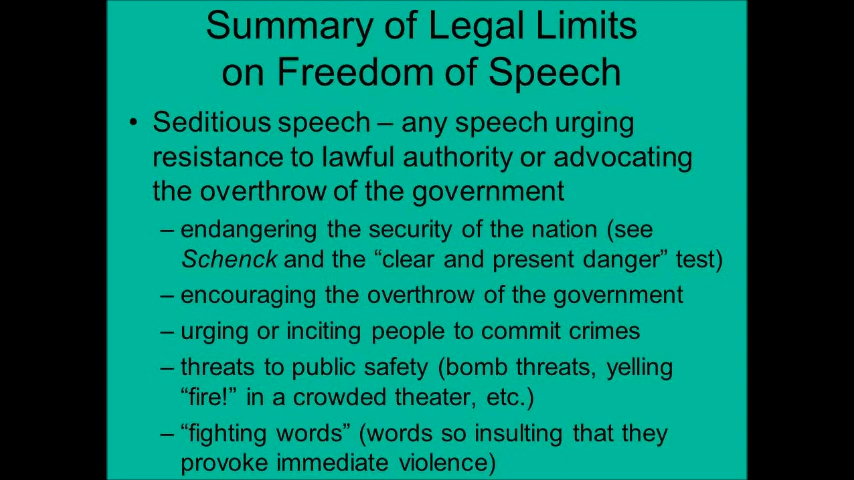 Summary of Legal Limits
on Freedom of Speech
• Seditious speech – any speech urging
resistance to lawful authority or advocating
the overthrow of the government
– endangering the security of the nation (see
Schenck and the “clear and present danger” test)
– encouraging the overthrow of the government
– urging or inciting people to commit crimes
– threats to public safety (bomb threats, yelling
“fire!” in a crowded theater, etc.)
– “fighting words” (words so insulting that they
provoke immediate violence)